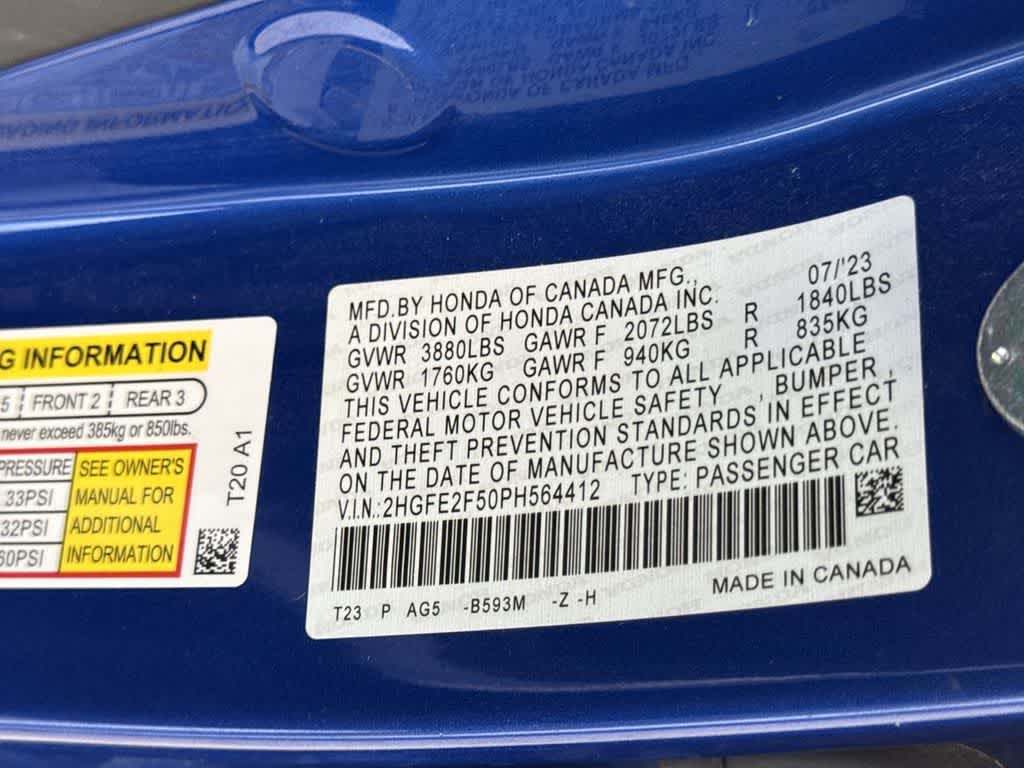 G INFORMATION
5 FRONT 2 REAR 3
never exceed 385kg or 850lbs.
PRESSURE SEE OWNER'S
33PSI MANUAL FOR
32PSI ADDITIONAL
60PSI INFORMATION
T20 A1
MFD.BY HONDA OF CANADA MFG., 07/'23
A DIVISION OF HONDA CANADA INC.
GVWR 3880LBS GAWR F 2072LBS R 1840LBS
GVWR 1760KG GAWR F 940KG R 835KG
THIS VEHICLE CONFORMS TO ALL APPLICABLE
FEDERAL MOTOR VEHICLE SAFETY , BUMPER ,
AND THEFT PREVENTION STANDARDS IN EFFECT
ON THE DATE OF MANUFACTURE SHOWN ABOVE.
V.I.N.:2HGFE2F50PH564412 TYPE: PASSENGER CAR
T23 P AG5 -B593M -Z -H MADE IN CANADA